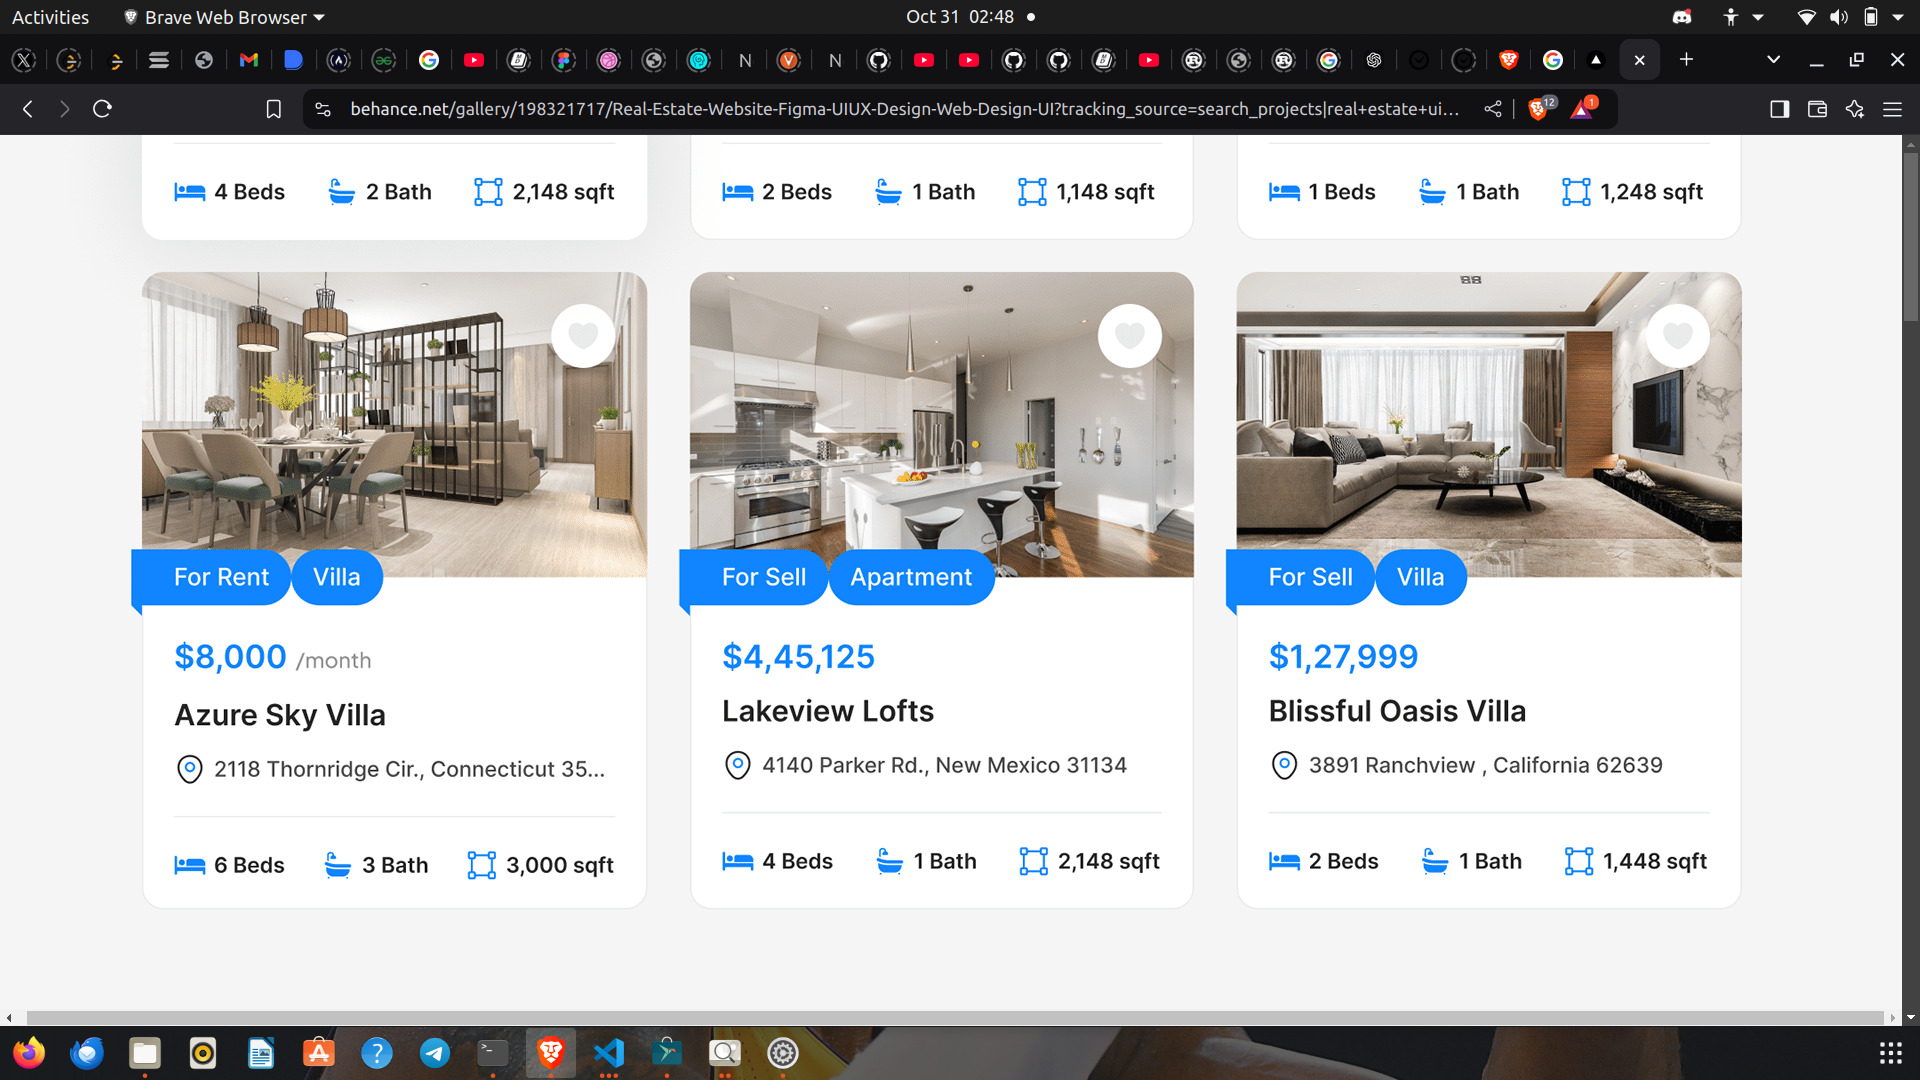 Activities
Brave Web Browser
Oct 31 02:48
behance.net/gallery/198321717/Real-Estate-Website-Figma-UIUX-Design-Web-Design-UI?tracking_source=search_projects|real+estate+ui...
12
1
4 Beds 2 Bath 2,148 sqft
2 Beds 1 Bath 1,148 sqft
1 Beds 1 Bath 1,248 sqft
For Rent Villa
$8,000 /month
Azure Sky Villa
2118 Thornridge Cir., Connecticut 35...
6 Beds 3 Bath 3,000 sqft
For Sell Apartment
$4,45,125
Lakeview Lofts
4140 Parker Rd., New Mexico 31134
4 Beds 1 Bath 2,148 sqft
For Sell Villa
$1,27,999
Blissful Oasis Villa
3891 Ranchview , California 62639
2 Beds 1 Bath 1,448 sqft